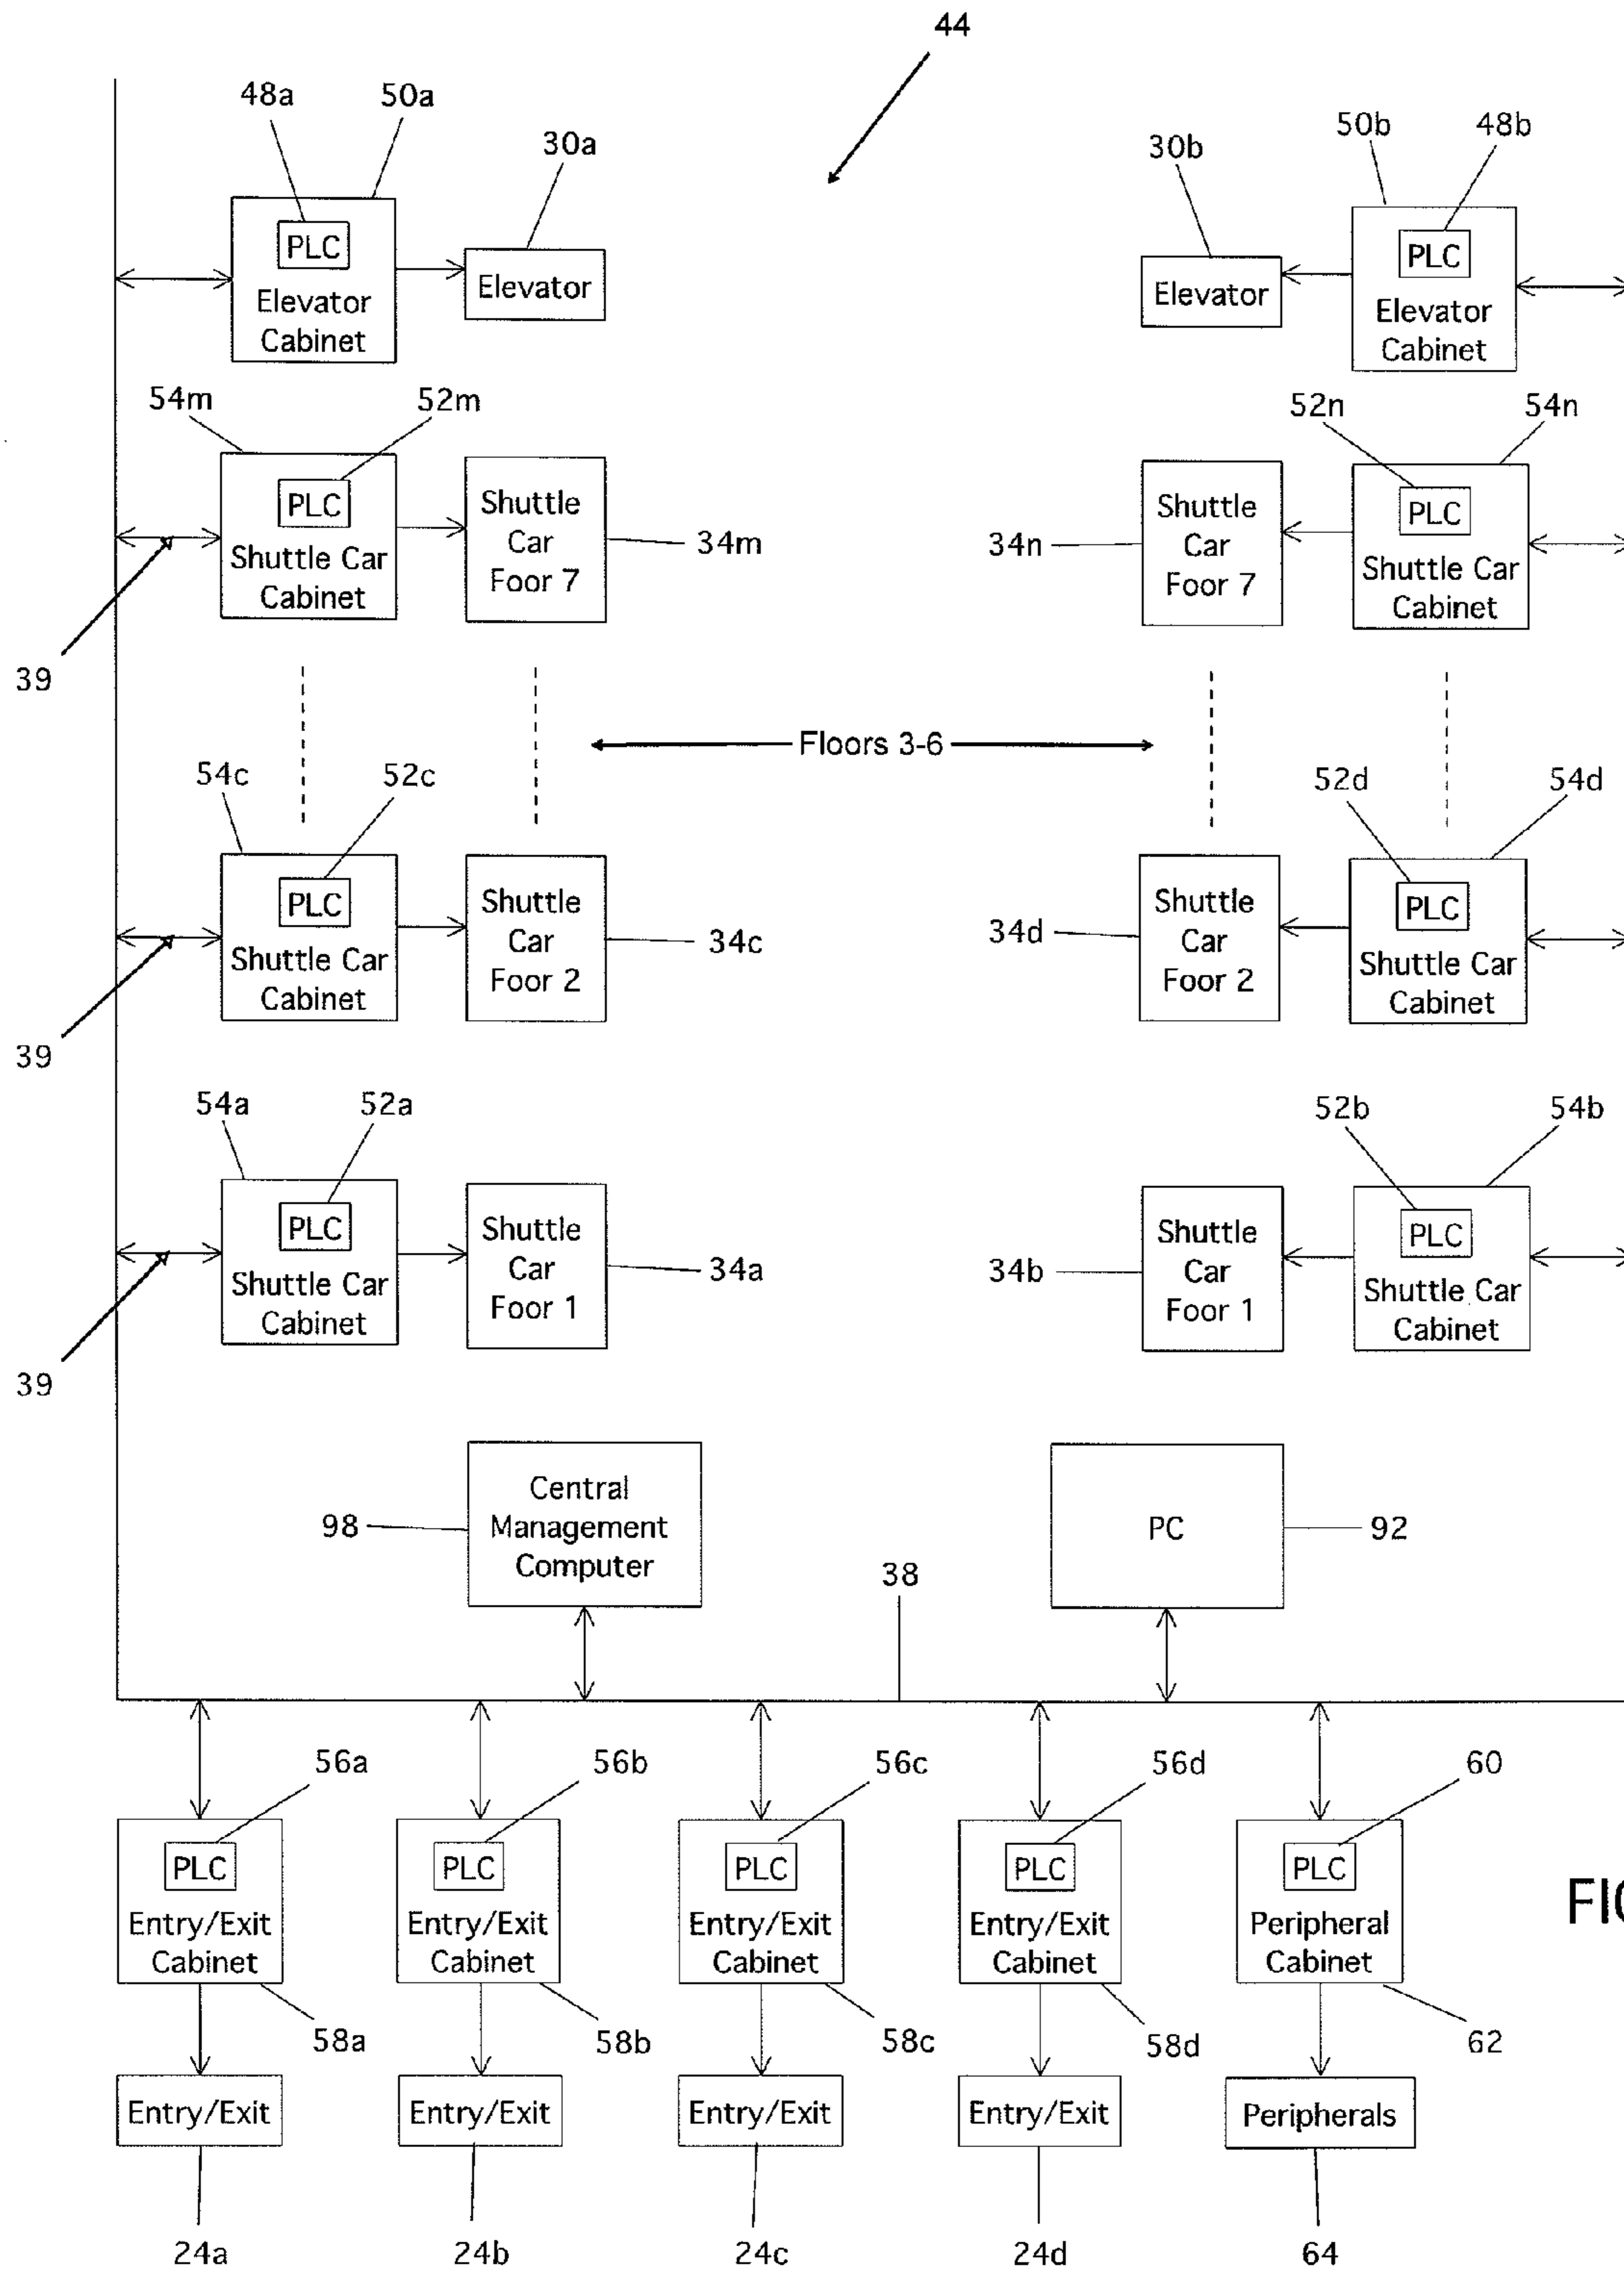 44
48a
50a
30a
30b
50b
48b
PLC
Elevator
Cabinet
Elevator
Elevator
PLC
Elevator
Cabinet
54m
52m
52n
54n
PLC
Shuttle Car
Cabinet
Shuttle
Car
Foor 7
34m
34n
Shuttle
Car
Foor 7
PLC
Shuttle Car
Cabinet
39
Floors 3-6
54c
52c
52d
54d
PLC
Shuttle Car
Cabinet
Shuttle
Car
Foor 2
34c
34d
Shuttle
Car
Foor 2
PLC
Shuttle Car
Cabinet
39
54a
52a
52b
54b
PLC
Shuttle Car
Cabinet
Shuttle
Car
Foor 1
34a
34b
Shuttle
Car
Foor 1
PLC
Shuttle Car
Cabinet
39
98
Central
Management
Computer
PC
92
38
56a
56b
56c
56d
60
PLC
Entry/Exit
Cabinet
PLC
Entry/Exit
Cabinet
PLC
Entry/Exit
Cabinet
PLC
Entry/Exit
Cabinet
PLC
Peripheral
Cabinet
58a
58b
58c
58d
62
Entry/Exit
Entry/Exit
Entry/Exit
Entry/Exit
Peripherals
24a
24b
24c
24d
64